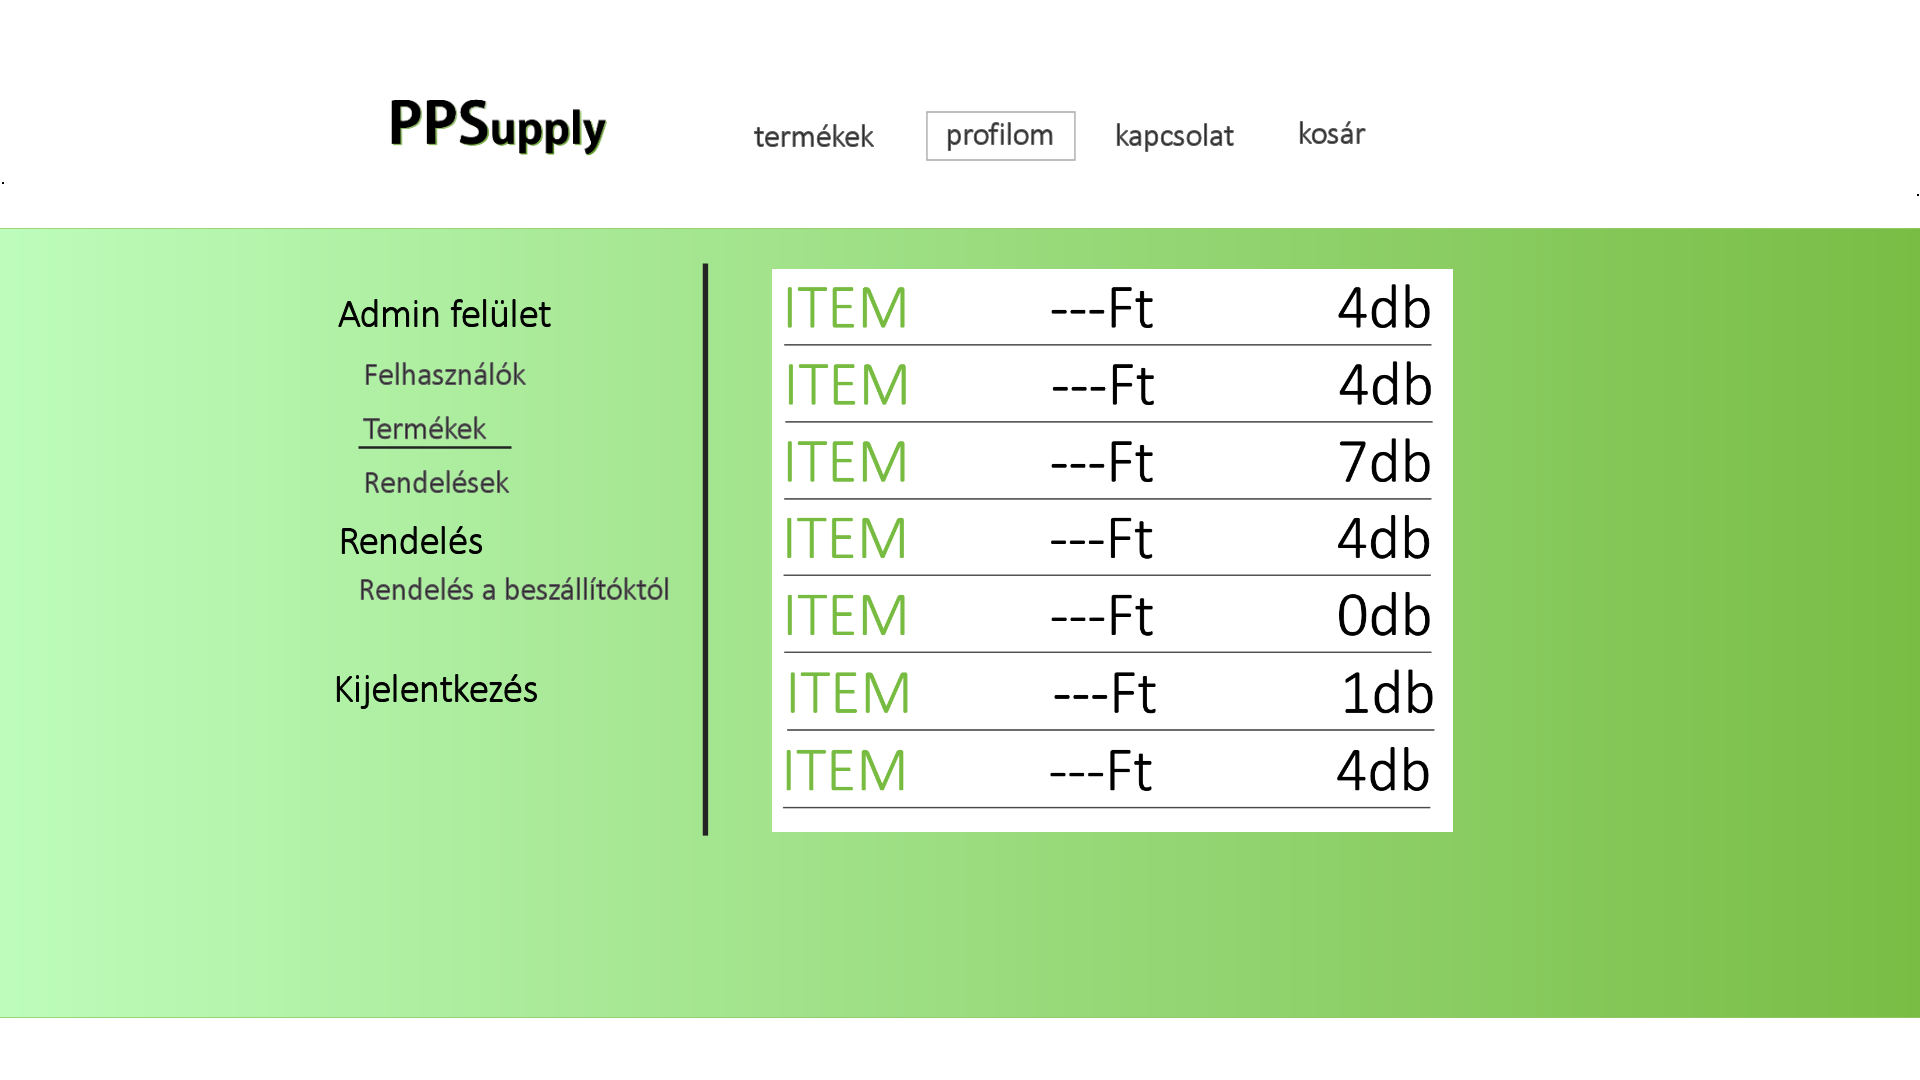 PPSupply
termékek profilom kapcsolat kosár
Admin felület
Felhasználók
Termékek
Rendelések
Rendelés
Rendelés a beszállítóktól
Kijelentkezés
ITEM ---Ft 4db
ITEM ---Ft 4db
ITEM ---Ft 7db
ITEM ---Ft 4db
ITEM ---Ft 0db
ITEM ---Ft 1db
ITEM ---Ft 4db